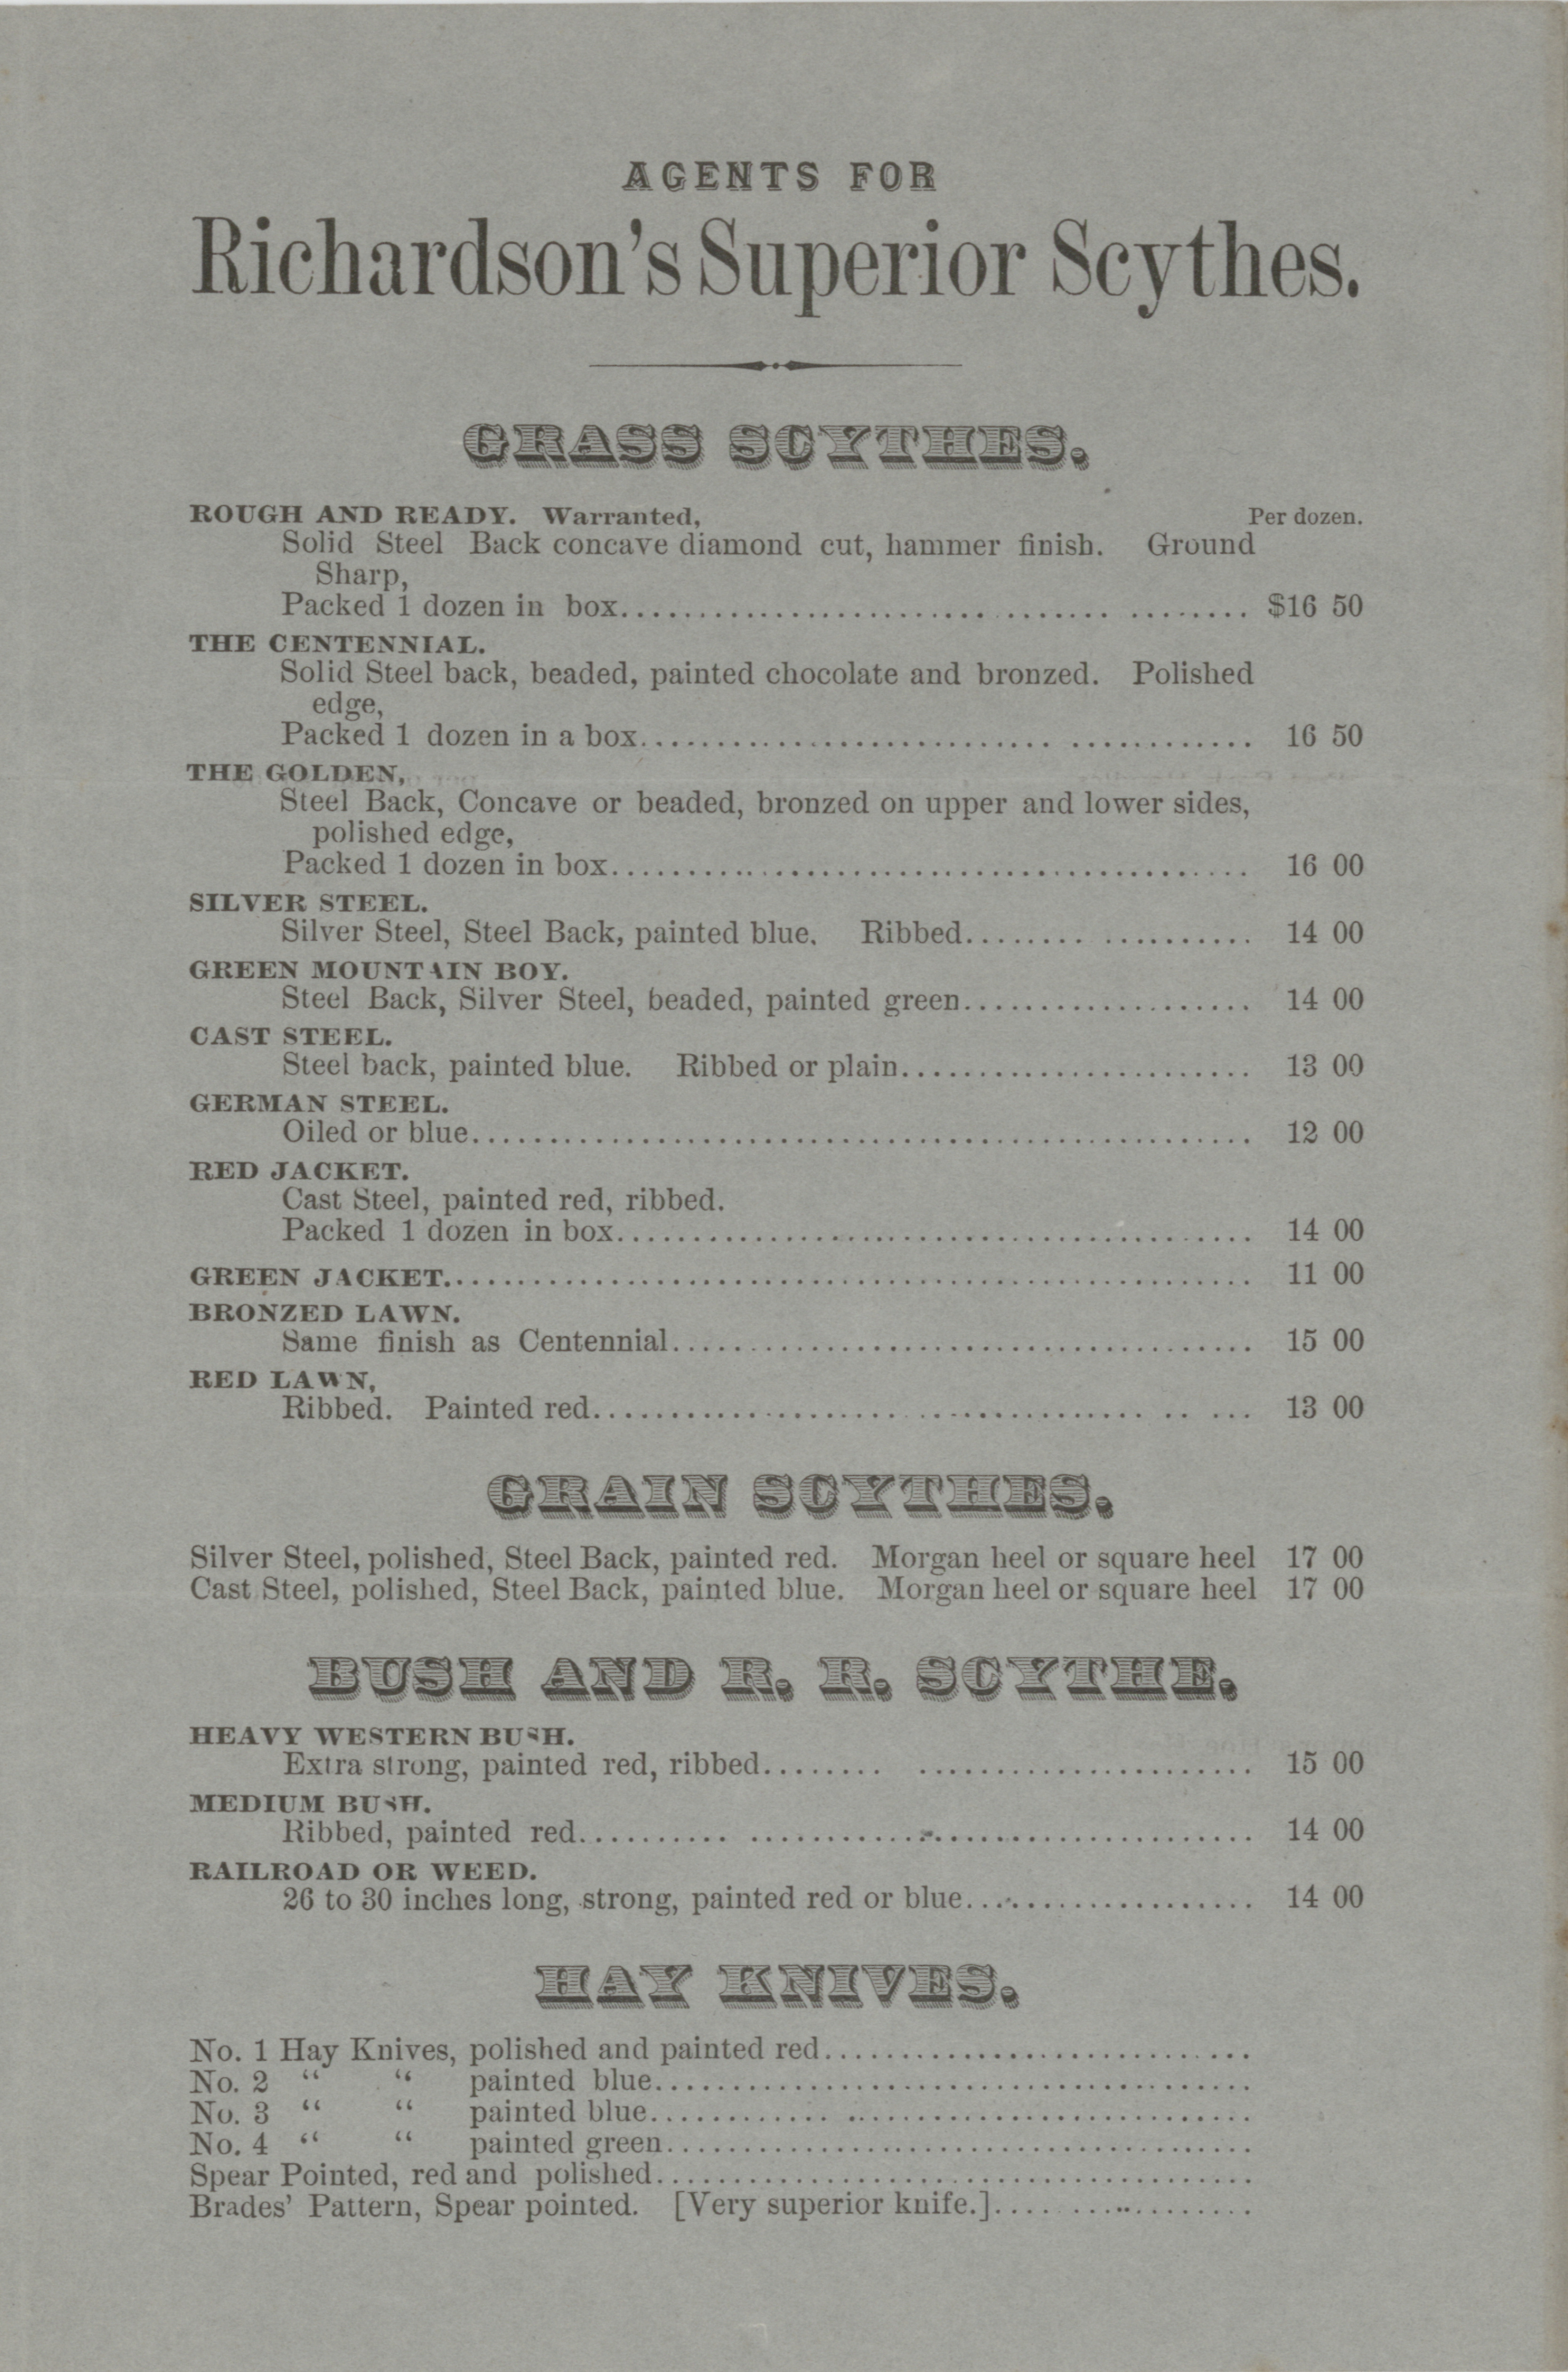 AGENTS FOR
Richardson's Superior Scythes.
GRASS SCYTHES.
ROUGH AND READY. Warranted, Per dozen.
Solid Steel Back concave diamond cut, hammer finish. Ground
Sharp,
Packed 1 dozen in box........................................ $16 50
THE CENTENNIAL.
Solid Steel back, beaded, painted chocolate and bronzed. Polished
edge,
Packed 1 dozen in a box....................................... 16 50
THE GOLDEN,
Steel Back, Concave or beaded, bronzed on upper and lower sides,
polished edge,
Packed 1 dozen in box......................................... 16 00
SILVER STEEL.
Silver Steel, Steel Back, painted blue. Ribbed.................. 14 00
GREEN MOUNTAIN BOY.
Steel Back, Silver Steel, beaded, painted green................... 14 00
CAST STEEL.
Steel back, painted blue. Ribbed or plain....................... 13 00
GERMAN STEEL.
Oiled or blue................................................... 12 00
RED JACKET.
Cast Steel, painted red, ribbed.
Packed 1 dozen in box......................................... 14 00
GREEN JACKET.................................................... 11 00
BRONZED LAWN.
Same finish as Centennial...................................... 15 00
RED LAWN,
Ribbed. Painted red.......................................... 13 00
GRAIN SCYTHES.
Silver Steel, polished, Steel Back, painted red. Morgan heel or square heel 17 00
Cast Steel, polished, Steel Back, painted blue. Morgan heel or square heel 17 00
BUSH AND R. R. SCYTHE.
HEAVY WESTERN BUSH.
Extra strong, painted red, ribbed.............................. 15 00
MEDIUM BUSH.
Ribbed, painted red........................................... 14 00
RAILROAD OR WEED.
26 to 30 inches long, strong, painted red or blue................... 14 00
HAY KNIVES.
No. 1 Hay Knives, polished and painted red............................
No. 2 " " painted blue.......................................
No. 3 " " painted blue.......................................
No. 4 " " painted green......................................
Spear Pointed, red and polished.......................................
Brades' Pattern, Spear pointed. [Very superior knife.].................